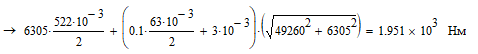 → 6305·522·10⁻³/2 + (0.1·63·10⁻³/2 + 3·10⁻³)·(√(49260² + 6305²)) = 1.951 × 10³ Нм